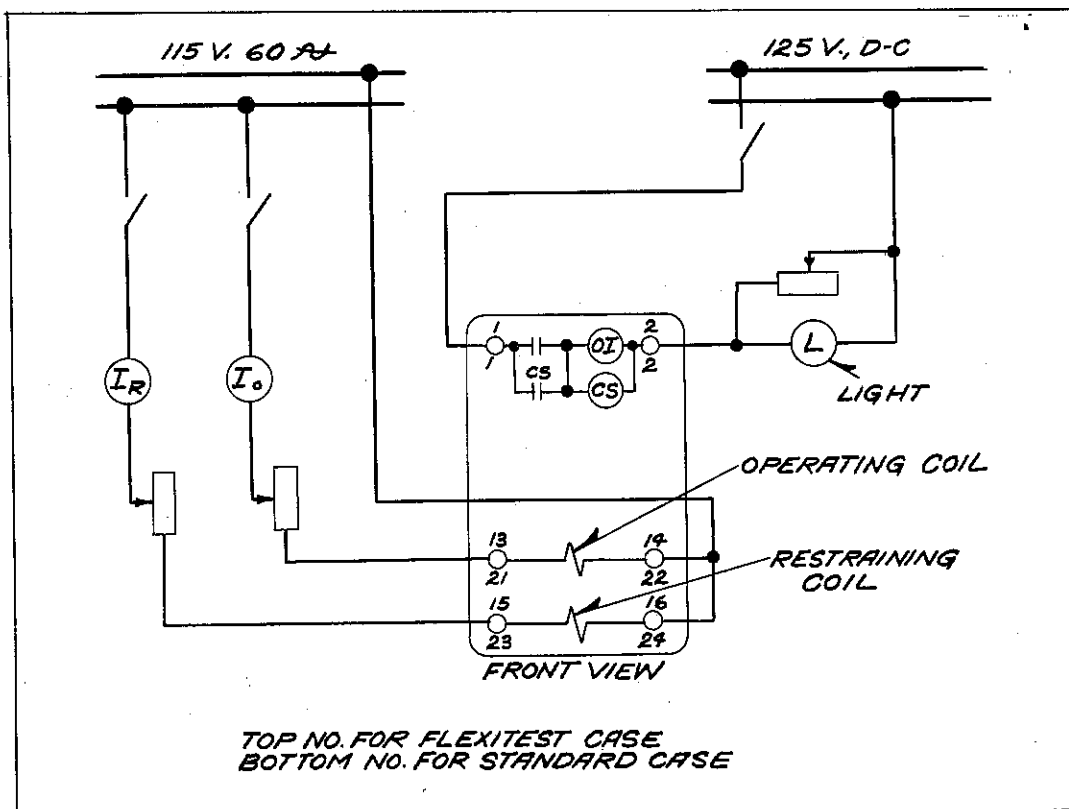 115 V. 60 ~
125 V., D-C
1
1
CS
OI
CS
2
2
L
LIGHT
IR
Io
OPERATING COIL
13
21
14
22
RESTRAINING
COIL
15
23
16
24
FRONT VIEW
TOP NO. FOR FLEXITEST CASE
BOTTOM NO. FOR STANDARD CASE